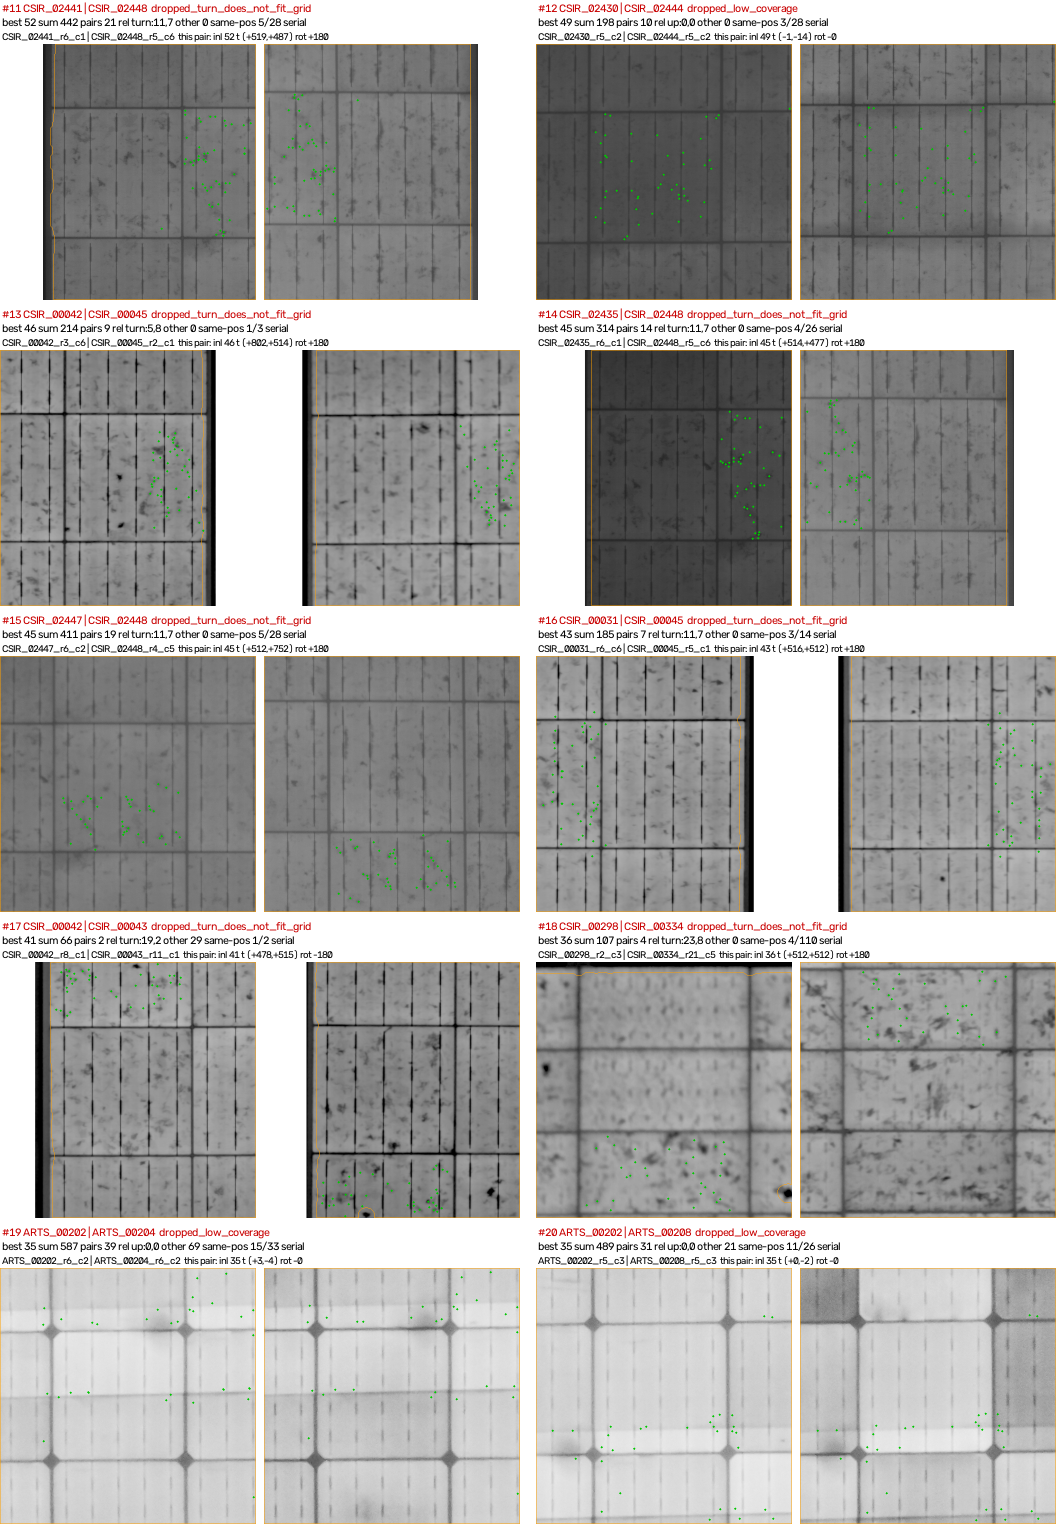 #11 CSIR_02441 | CSIR_02448 dropped_turn_does_not_fit_grid
best 52 sum 442 pairs 21 rel turn:11,7 other 0 same-pos 5/28 serial
CSIR_02441_r6_c1 | CSIR_02448_r5_c6 this pair: inl 52 t (+519,+487) rot +180
#12 CSIR_02430 | CSIR_02444 dropped_low_coverage
best 49 sum 198 pairs 10 rel up:0,0 other 0 same-pos 3/28 serial
CSIR_02430_r5_c2 | CSIR_02444_r5_c2 this pair: inl 49 t (-1,-14) rot -0
#13 CSIR_00042 | CSIR_00045 dropped_turn_does_not_fit_grid
best 46 sum 214 pairs 9 rel turn:5,8 other 0 same-pos 1/3 serial
CSIR_00042_r3_c6 | CSIR_00045_r2_c1 this pair: inl 46 t (+802,+514) rot +180
#14 CSIR_02435 | CSIR_02448 dropped_turn_does_not_fit_grid
best 45 sum 314 pairs 14 rel turn:11,7 other 0 same-pos 4/26 serial
CSIR_02435_r6_c1 | CSIR_02448_r5_c6 this pair: inl 45 t (+514,+477) rot +180
#15 CSIR_02447 | CSIR_02448 dropped_turn_does_not_fit_grid
best 45 sum 411 pairs 19 rel turn:11,7 other 0 same-pos 5/28 serial
CSIR_02447_r6_c2 | CSIR_02448_r4_c5 this pair: inl 45 t (+512,+752) rot +180
#16 CSIR_00031 | CSIR_00045 dropped_turn_does_not_fit_grid
best 43 sum 185 pairs 7 rel turn:11,7 other 0 same-pos 3/14 serial
CSIR_00031_r6_c6 | CSIR_00045_r5_c1 this pair: inl 43 t (+516,+512) rot +180
#17 CSIR_00042 | CSIR_00043 dropped_turn_does_not_fit_grid
best 41 sum 66 pairs 2 rel turn:19,2 other 29 same-pos 1/2 serial
CSIR_00042_r8_c1 | CSIR_00043_r11_c1 this pair: inl 41 t (+478,+515) rot -180
#18 CSIR_00298 | CSIR_00334 dropped_turn_does_not_fit_grid
best 36 sum 107 pairs 4 rel turn:23,8 other 0 same-pos 4/110 serial
CSIR_00298_r2_c3 | CSIR_00334_r21_c5 this pair: inl 36 t (+512,+512) rot +180
#19 ARTS_00202 | ARTS_00204 dropped_low_coverage
best 35 sum 587 pairs 39 rel up:0,0 other 69 same-pos 15/33 serial
ARTS_00202_r6_c2 | ARTS_00204_r6_c2 this pair: inl 35 t (+3,-4) rot -0
#20 ARTS_00202 | ARTS_00208 dropped_low_coverage
best 35 sum 489 pairs 31 rel up:0,0 other 21 same-pos 11/26 serial
ARTS_00202_r5_c3 | ARTS_00208_r5_c3 this pair: inl 35 t (+0,-2) rot -0